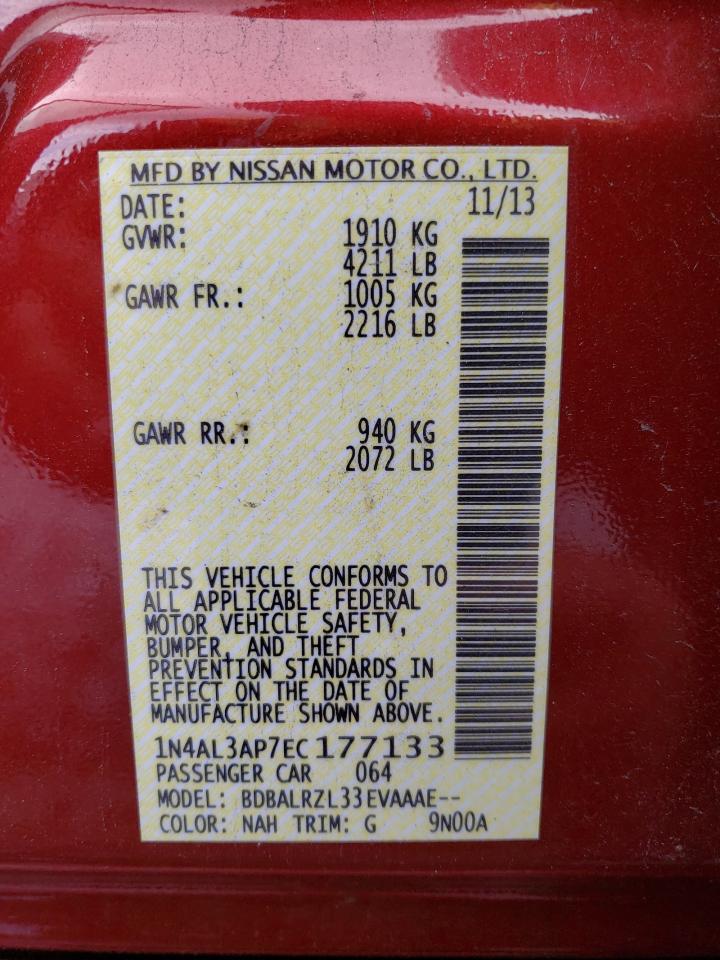 MFD BY NISSAN MOTOR CO., LTD.
DATE: 11/13
GVWR: 1910 KG
4211 LB
GAWR FR.: 1005 KG
2216 LB
GAWR RR.: 940 KG
2072 LB
THIS VEHICLE CONFORMS TO
ALL APPLICABLE FEDERAL
MOTOR VEHICLE SAFETY,
BUMPER, AND THEFT
PREVENTION STANDARDS IN
EFFECT ON THE DATE OF
MANUFACTURE SHOWN ABOVE.
1N4AL3AP7EC177133
PASSENGER CAR 064
MODEL: BDBALRZL33EVAAAE--
COLOR: NAH TRIM: G 9N00A